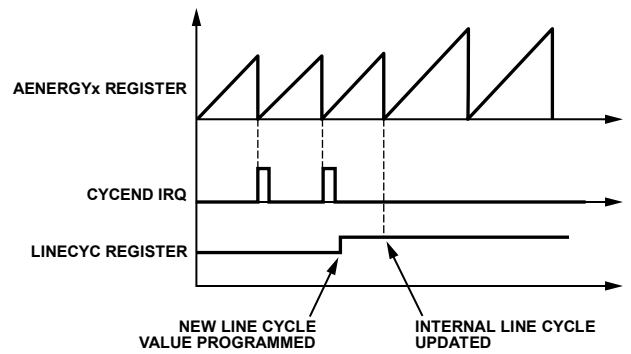 AENERGYx REGISTER
CYCEND IRQ
LINECYC REGISTER
NEW LINE CYCLE
VALUE PROGRAMMED
INTERNAL LINE CYCLE
UPDATED